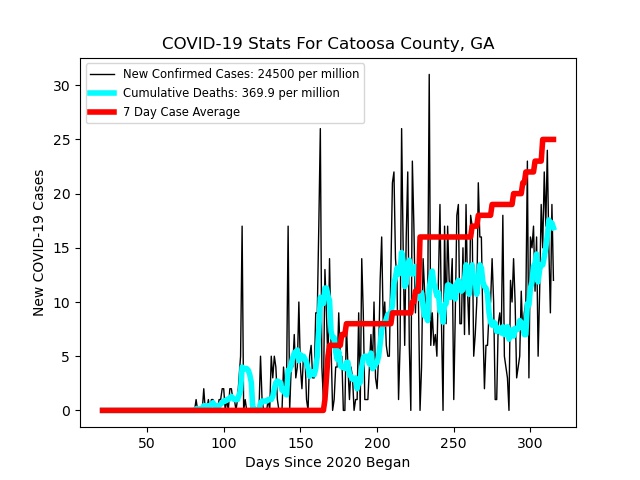 COVID-19 Stats For Catoosa County, GA
New Confirmed Cases: 24500 per million
Cumulative Deaths: 369.9 per million
7 Day Case Average
30
25
20
15
10
5
0
New COVID-19 Cases
50 100 150 200 250 300
Days Since 2020 Began